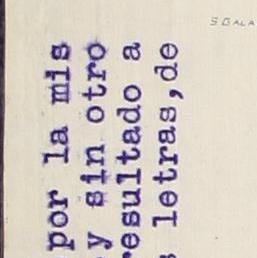 por la mis
y sin otro
esultado a
s letras,de